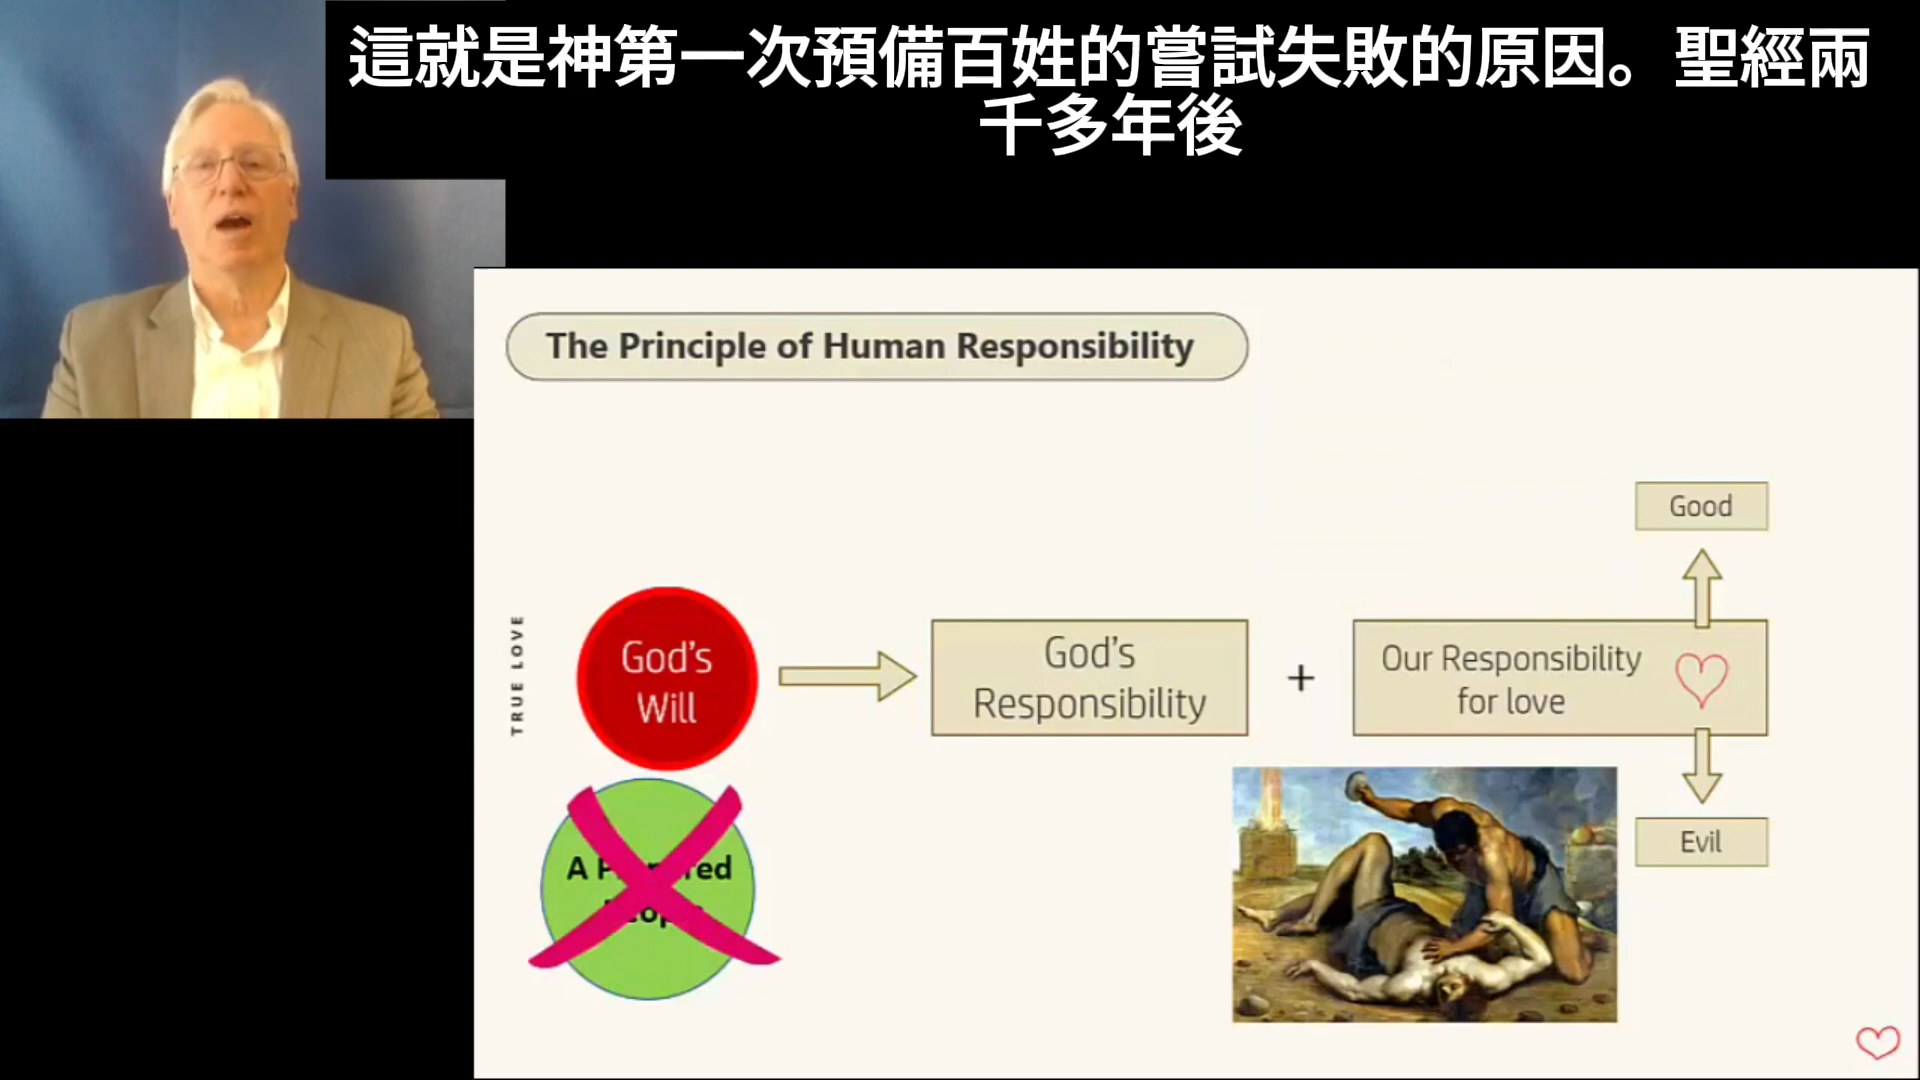 這就是神第一次預備百姓的嘗試失敗的原因。聖經兩
千多年後
The Principle of Human Responsibility
Good
TRUE LOVE
God's
Will
God's
Responsibility
+
Our Responsibility
for love
Evil
A